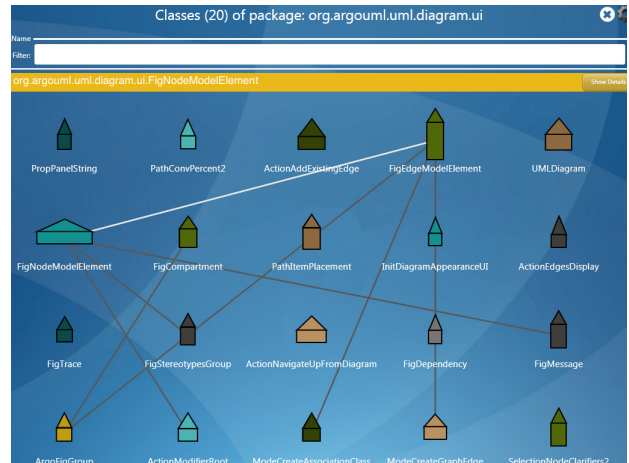 Classes (20) of package: org.argouml.uml.diagram.ui
Name
Filter:
org.argouml.uml.diagram.ui.FigNodeModelElement
Show Details
PropPanelString PathConvPercent2 ActionAddExistingEdge FigEdgeModelElement UMLDiagram
FigNodeModelElement FigCompartment PathItemPlacement InitDiagramAppearanceUI ActionEdgesDisplay
FigTrace FigStereotypesGroup ActionNavigateUpFromDiagram FigDependency FigMessage
ArgoFigGroup ActionModifierRoot ModeCreateAssociationClass ModeCreateGraphEdge SelectionNodeClarifiers2